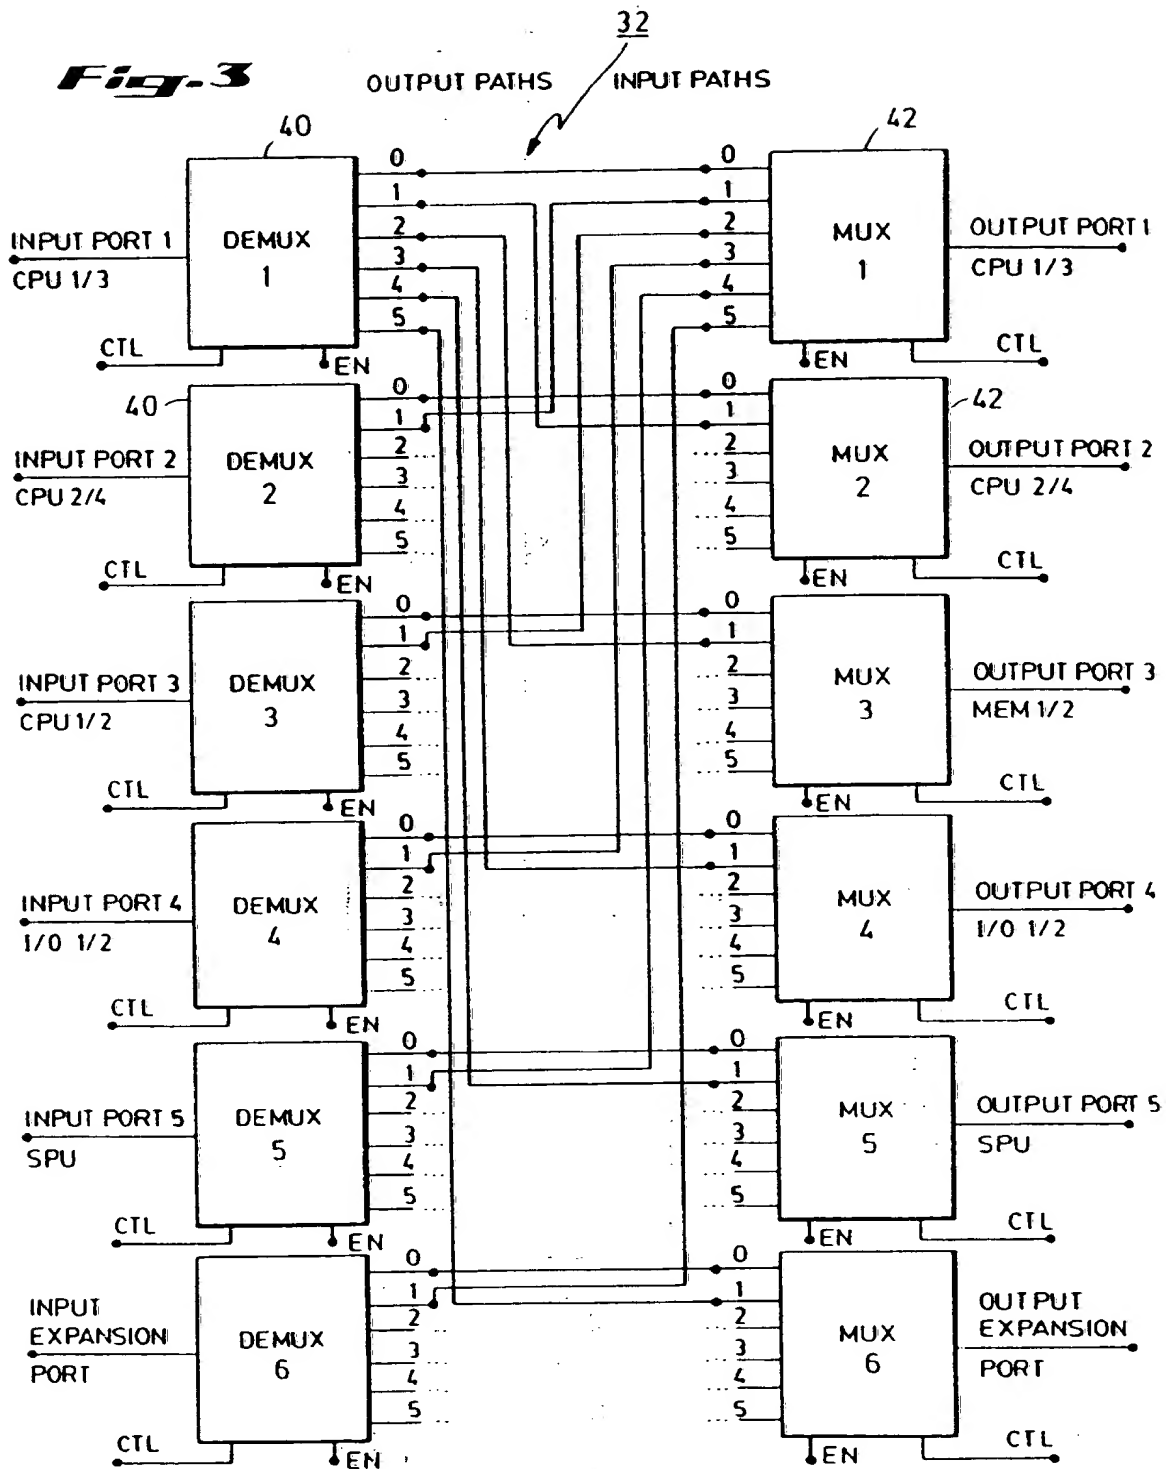 32
Fig. 3
OUTPUT PATHS INPUT PATHS
40
42
0
1
2
3
4
5
0
1
2
3
4
5
INPUT PORT 1
CPU 1/3
DEMUX
1
MUX
1
OUTPUT PORT 1
CPU 1/3
CTL
EN
EN
CTL
40
42
0
1
2
3
4
5
0
1
2
3
4
5
INPUT PORT 2
CPU 2/4
DEMUX
2
MUX
2
OUTPUT PORT 2
CPU 2/4
CTL
EN
EN
CTL
0
1
2
3
4
5
0
1
2
3
4
5
INPUT PORT 3
CPU 1/2
DEMUX
3
MUX
3
OUTPUT PORT 3
MEM 1/2
CTL
EN
EN
CTL
0
1
2
3
4
5
0
1
2
3
4
5
INPUT PORT 4
I/O 1/2
DEMUX
4
MUX
4
OUTPUT PORT 4
I/O 1/2
CTL
EN
EN
CTL
0
1
2
3
4
5
0
1
2
3
4
5
INPUT PORT 5
SPU
DEMUX
5
MUX
5
OUTPUT PORT 5
SPU
CTL
EN
EN
CTL
0
1
2
3
4
5
0
1
2
3
4
5
INPUT
EXPANSION
PORT
DEMUX
6
MUX
6
OUTPUT
EXPANSION
PORT
CTL
EN
EN
CTL